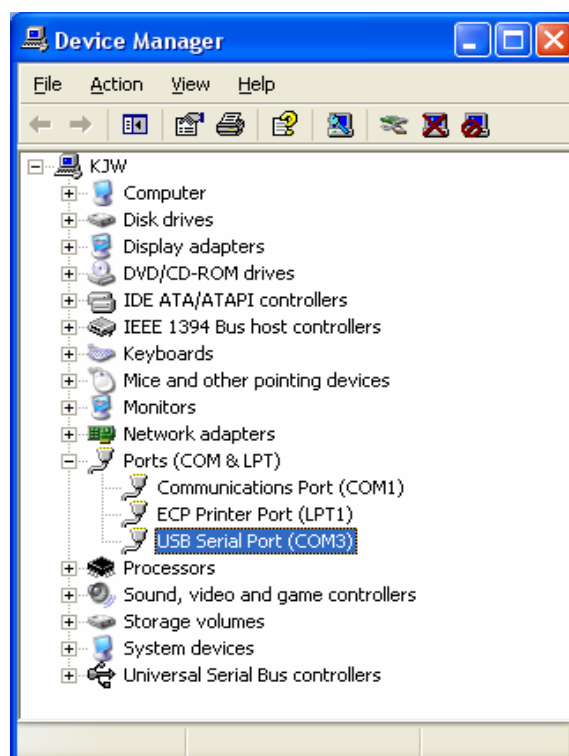 Device Manager
File Action View Help
KJW
Computer
Disk drives
Display adapters
DVD/CD-ROM drives
IDE ATA/ATAPI controllers
IEEE 1394 Bus host controllers
Keyboards
Mice and other pointing devices
Monitors
Network adapters
Ports (COM & LPT)
Communications Port (COM1)
ECP Printer Port (LPT1)
USB Serial Port (COM3)
Processors
Sound, video and game controllers
Storage volumes
System devices
Universal Serial Bus controllers